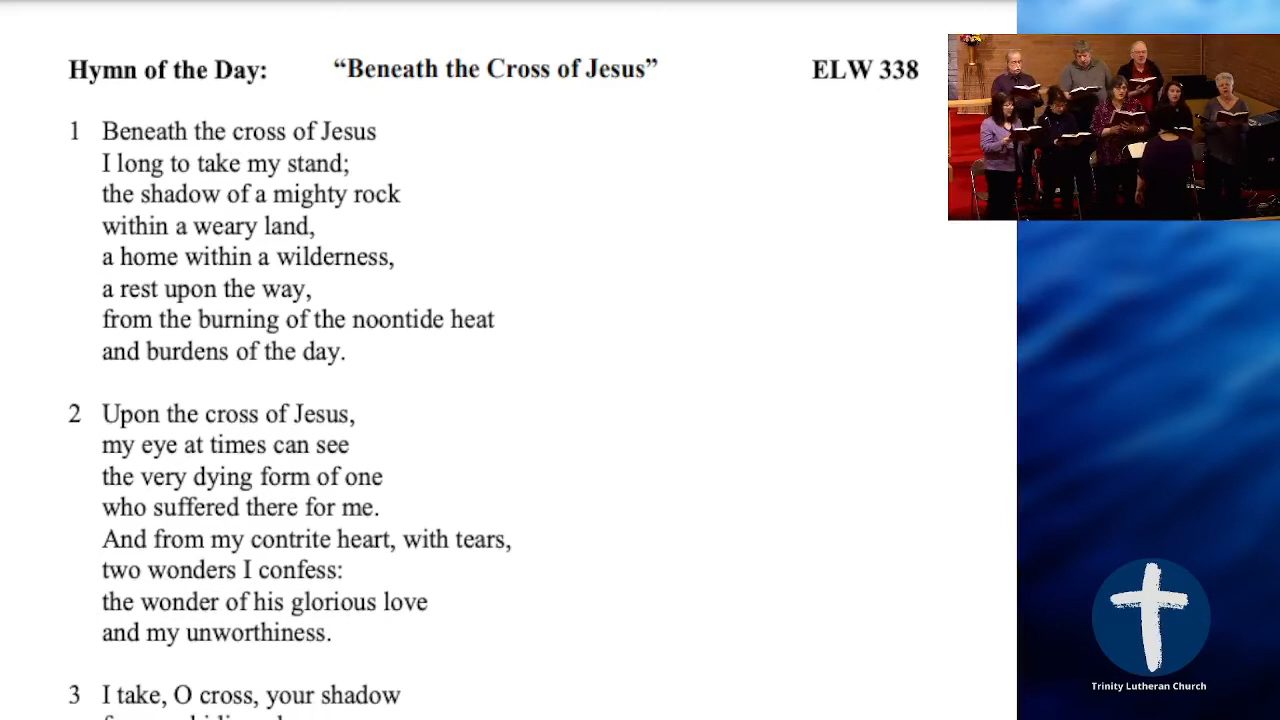 Hymn of the Day: “Beneath the Cross of Jesus” ELW 338
1 Beneath the cross of Jesus
I long to take my stand;
the shadow of a mighty rock
within a weary land,
a home within a wilderness,
a rest upon the way,
from the burning of the noontide heat
and burdens of the day.
2 Upon the cross of Jesus,
my eye at times can see
the very dying form of one
who suffered there for me.
And from my contrite heart, with tears,
two wonders I confess:
the wonder of his glorious love
and my unworthiness.
3 I take, O cross, your shadow
Trinity Lutheran Church